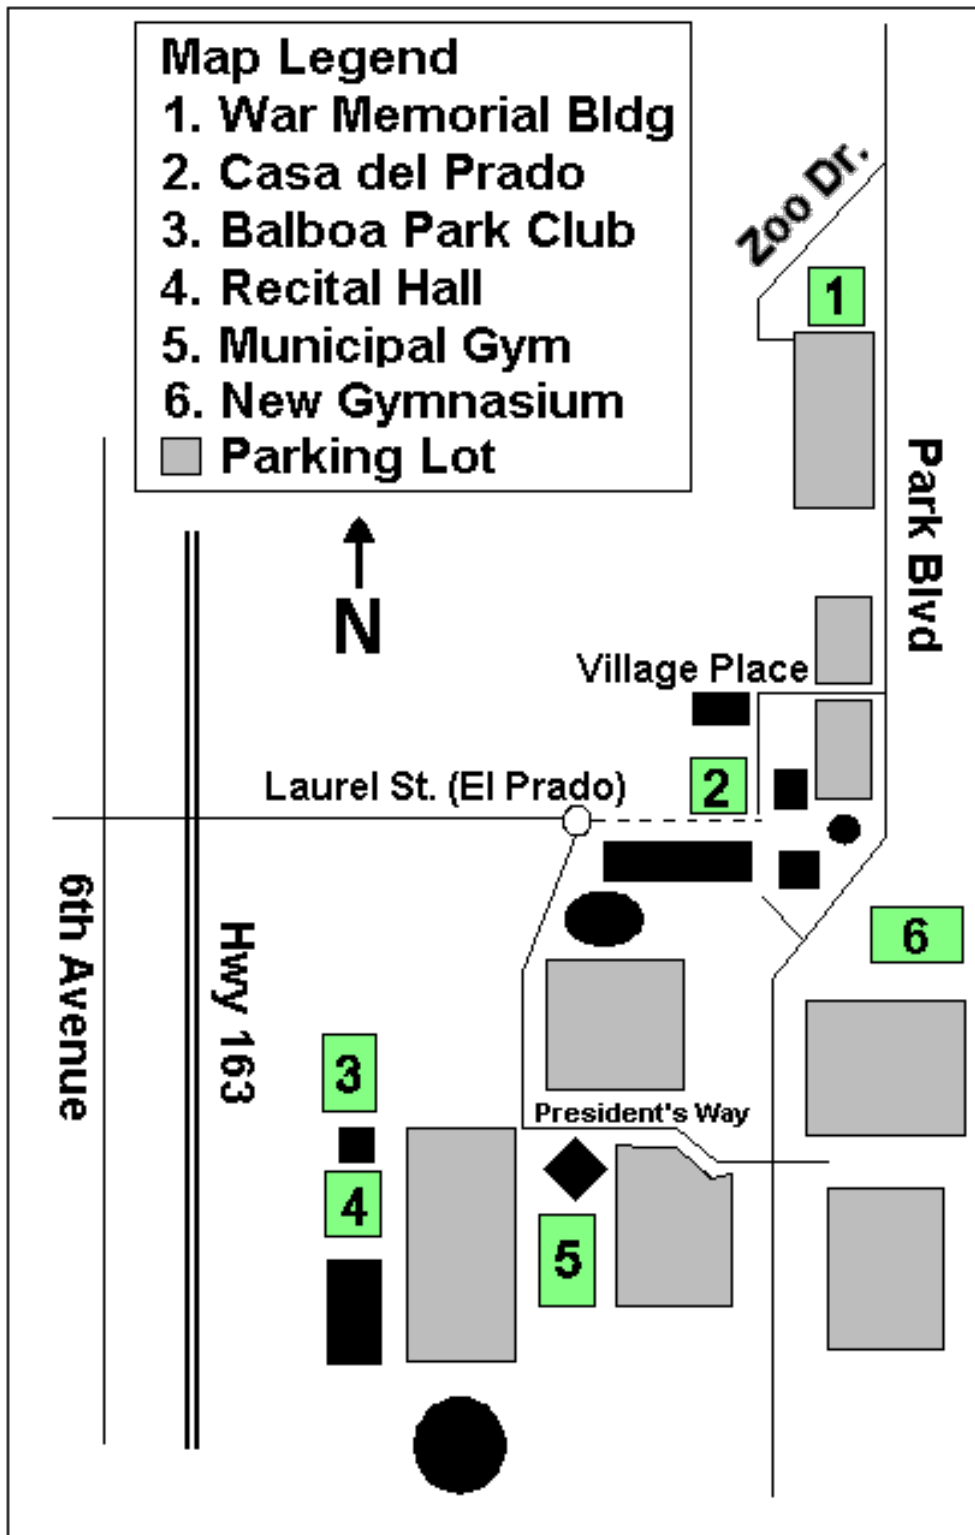 Map Legend
1. War Memorial Bldg
2. Casa del Prado
3. Balboa Park Club
4. Recital Hall
5. Municipal Gym
6. New Gymnasium
Parking Lot
Zoo Dr.
1
Park Blvd
N
Village Place
2
Laurel St. (El Prado)
6th Avenue
Hwy 163
6
3
President's Way
4
5